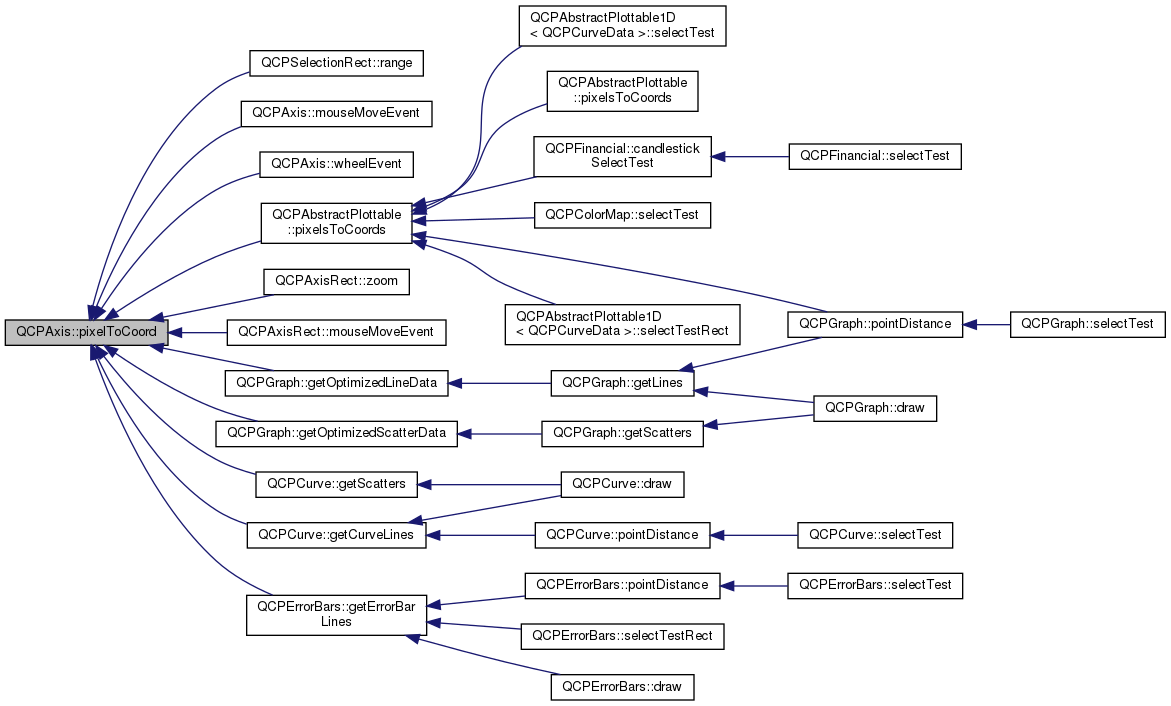 QCPAxis::pixelToCoord
QCPSelectionRect::range
QCPAxis::mouseMoveEvent
QCPAxis::wheelEvent
QCPAbstractPlottable
::pixelsToCoords
QCPAxisRect::zoom
QCPAxisRect::mouseMoveEvent
QCPGraph::getOptimizedLineData
QCPGraph::getOptimizedScatterData
QCPCurve::getScatters
QCPCurve::getCurveLines
QCPErrorBars::getErrorBar
Lines
QCPAbstractPlottable1D
< QCPCurveData >::selectTest
QCPAbstractPlottable
::pixelsToCoords
QCPFinancial::candlestick
SelectTest
QCPColorMap::selectTest
QCPAbstractPlottable1D
< QCPCurveData >::selectTestRect
QCPGraph::getLines
QCPGraph::getScatters
QCPCurve::draw
QCPCurve::pointDistance
QCPErrorBars::pointDistance
QCPErrorBars::selectTestRect
QCPErrorBars::draw
QCPFinancial::selectTest
QCPGraph::pointDistance
QCPGraph::draw
QCPCurve::selectTest
QCPErrorBars::selectTest
QCPGraph::selectTest